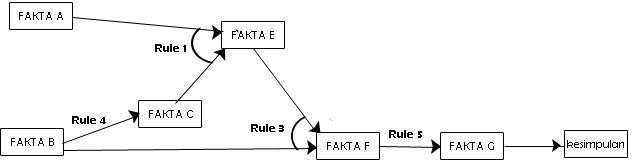 FAKTA A
FAKTA E
Rule 1
FAKTA C
Rule 4
Rule 3
FAKTA B
FAKTA F
Rule 5
FAKTA G
kesimpulan